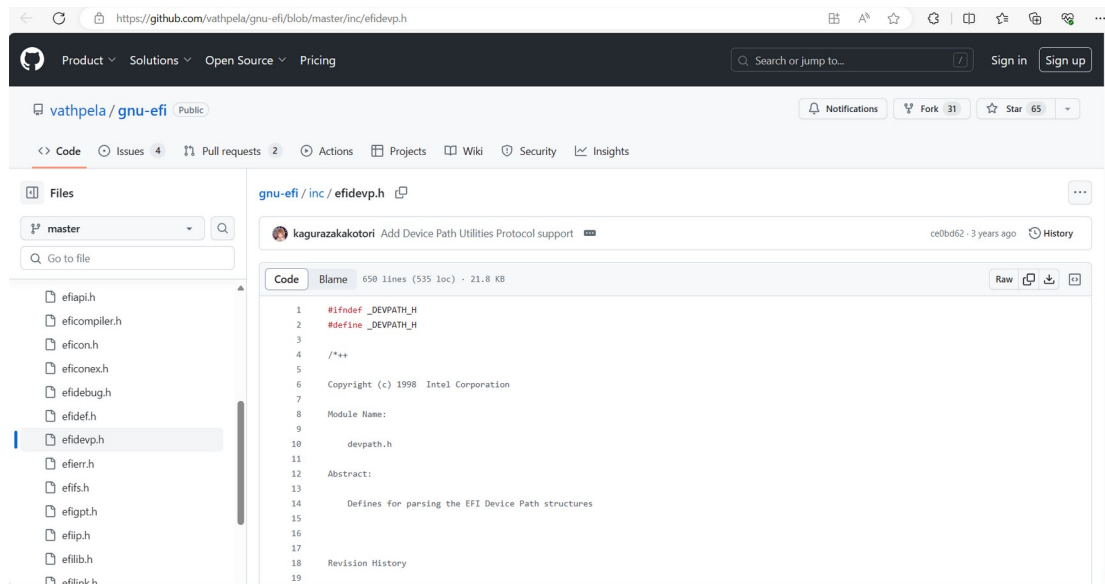 https://github.com/vathpela/gnu-efi/blob/master/inc/efidevp.h
Product Solutions Open Source Pricing
Search or jump to... /
Sign in Sign up
vathpela / gnu-efi Public
Notifications Fork 31 Star 65
Code Issues 4 Pull requests 2 Actions Projects Wiki Security Insights
Files
master
Go to file
efiapi.h
eficompiler.h
eficon.h
eficonex.h
efidebug.h
efidef.h
efidevp.h
efierr.h
efifs.h
efigpt.h
efiip.h
efilib.h
efilink.h
gnu-efi / inc / efidevp.h
kagurazakakotori Add Device Path Utilities Protocol support ce0bd62 · 3 years ago History
Code Blame 650 lines (535 loc) · 21.8 KB Raw
1 #ifndef _DEVPATH_H
2 #define _DEVPATH_H
3
4 /*++
5
6 Copyright (c) 1998 Intel Corporation
7
8 Module Name:
9
10 devpath.h
11
12 Abstract:
13
14 Defines for parsing the EFI Device Path structures
15
16
17
18 Revision History
19